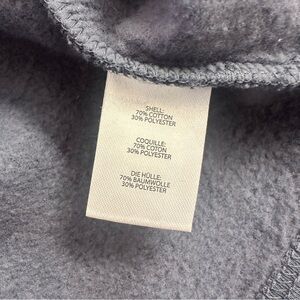 SHELL:
70% COTTON
30% POLYESTER
COQUILLE:
70% COTON
30% POLYESTER
DIE HÜLLE:
70% BAUMWOLLE
30% POLYESTER